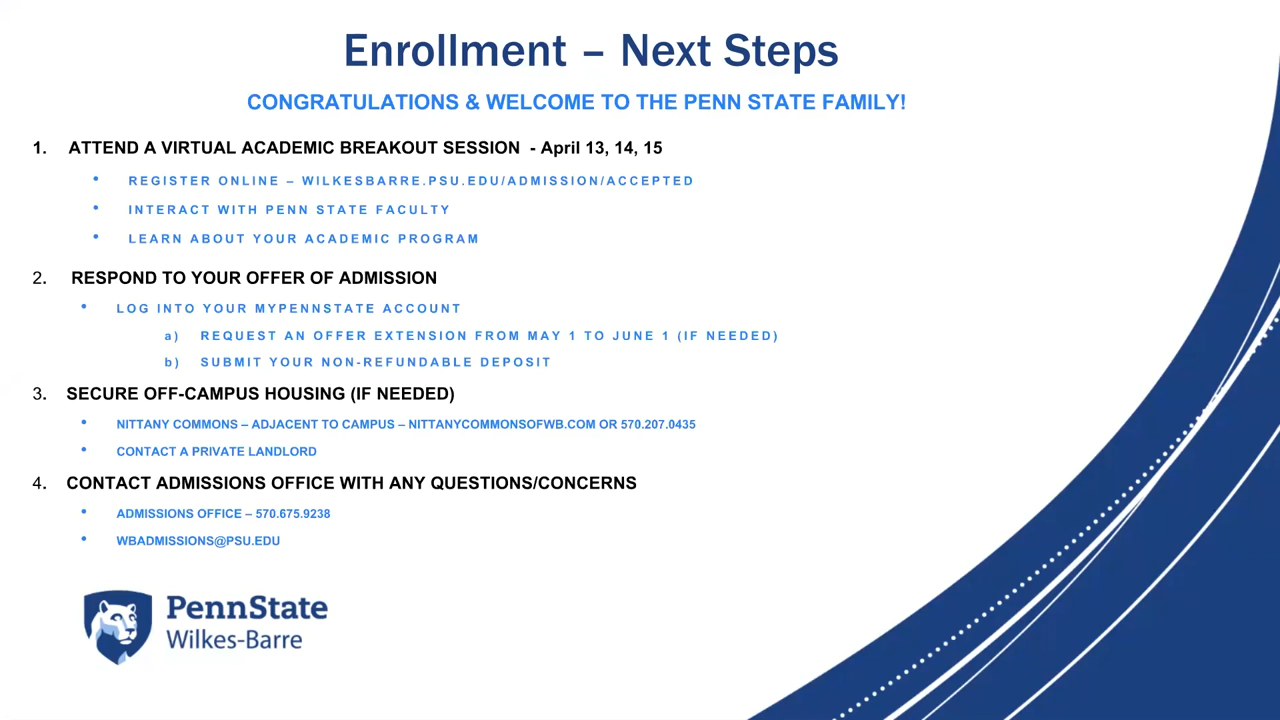 Enrollment – Next Steps
CONGRATULATIONS & WELCOME TO THE PENN STATE FAMILY!
1. ATTEND A VIRTUAL ACADEMIC BREAKOUT SESSION - April 13, 14, 15
• REGISTER ONLINE – WILKESBARRE.PSU.EDU/ADMISSION/ACCEPTED
• INTERACT WITH PENN STATE FACULTY
• LEARN ABOUT YOUR ACADEMIC PROGRAM
2. RESPOND TO YOUR OFFER OF ADMISSION
• LOG INTO YOUR MYPENNSTATE ACCOUNT
a) REQUEST AN OFFER EXTENSION FROM MAY 1 TO JUNE 1 (IF NEEDED)
b) SUBMIT YOUR NON-REFUNDABLE DEPOSIT
3. SECURE OFF-CAMPUS HOUSING (IF NEEDED)
• NITTANY COMMONS – ADJACENT TO CAMPUS – NITTANYCOMMONSOFWB.COM OR 570.207.0435
• CONTACT A PRIVATE LANDLORD
4. CONTACT ADMISSIONS OFFICE WITH ANY QUESTIONS/CONCERNS
• ADMISSIONS OFFICE – 570.675.9238
• WBADMISSIONS@PSU.EDU
PennState
Wilkes-Barre